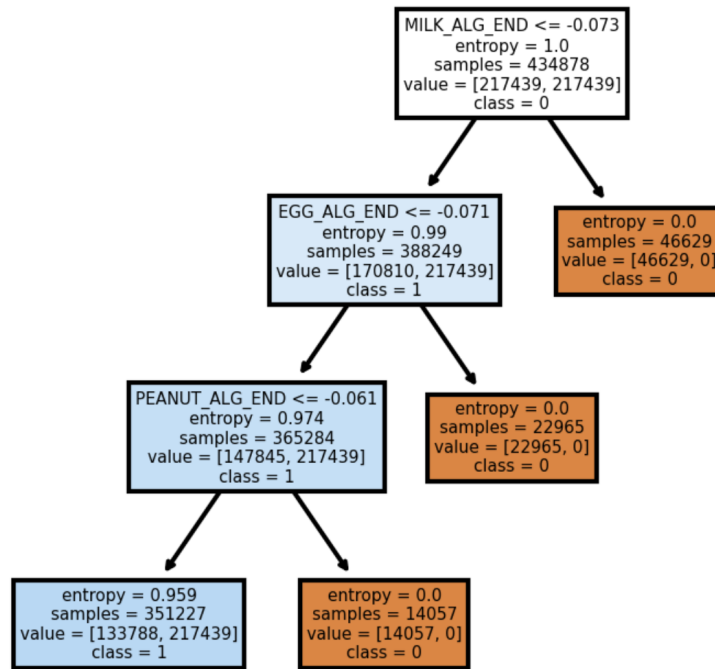 MILK_ALG_END <= -0.073
entropy = 1.0
samples = 434878
value = [217439, 217439]
class = 0
EGG_ALG_END <= -0.071
entropy = 0.99
samples = 388249
value = [170810, 217439]
class = 1
entropy = 0.0
samples = 46629
value = [46629, 0]
class = 0
PEANUT_ALG_END <= -0.061
entropy = 0.974
samples = 365284
value = [147845, 217439]
class = 1
entropy = 0.0
samples = 22965
value = [22965, 0]
class = 0
entropy = 0.959
samples = 351227
value = [133788, 217439]
class = 1
entropy = 0.0
samples = 14057
value = [14057, 0]
class = 0